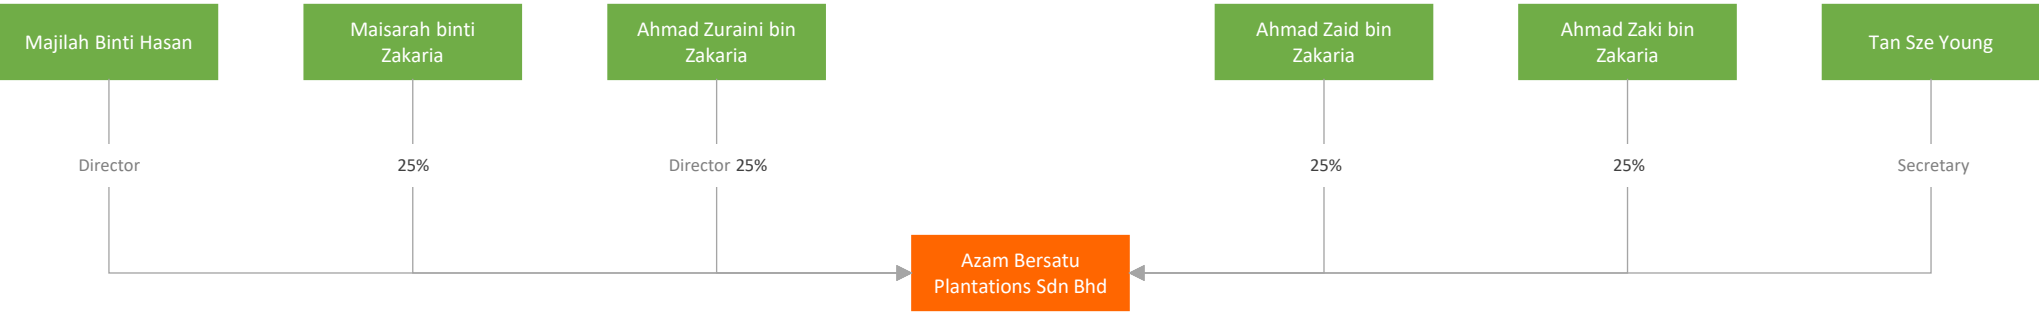 Majilah Binti Hasan
Maisarah binti
Zakaria
Ahmad Zuraini bin
Zakaria
Ahmad Zaid bin
Zakaria
Ahmad Zaki bin
Zakaria
Tan Sze Young
Director
25%
Director 25%
25%
25%
Secretary
Azam Bersatu
Plantations Sdn Bhd